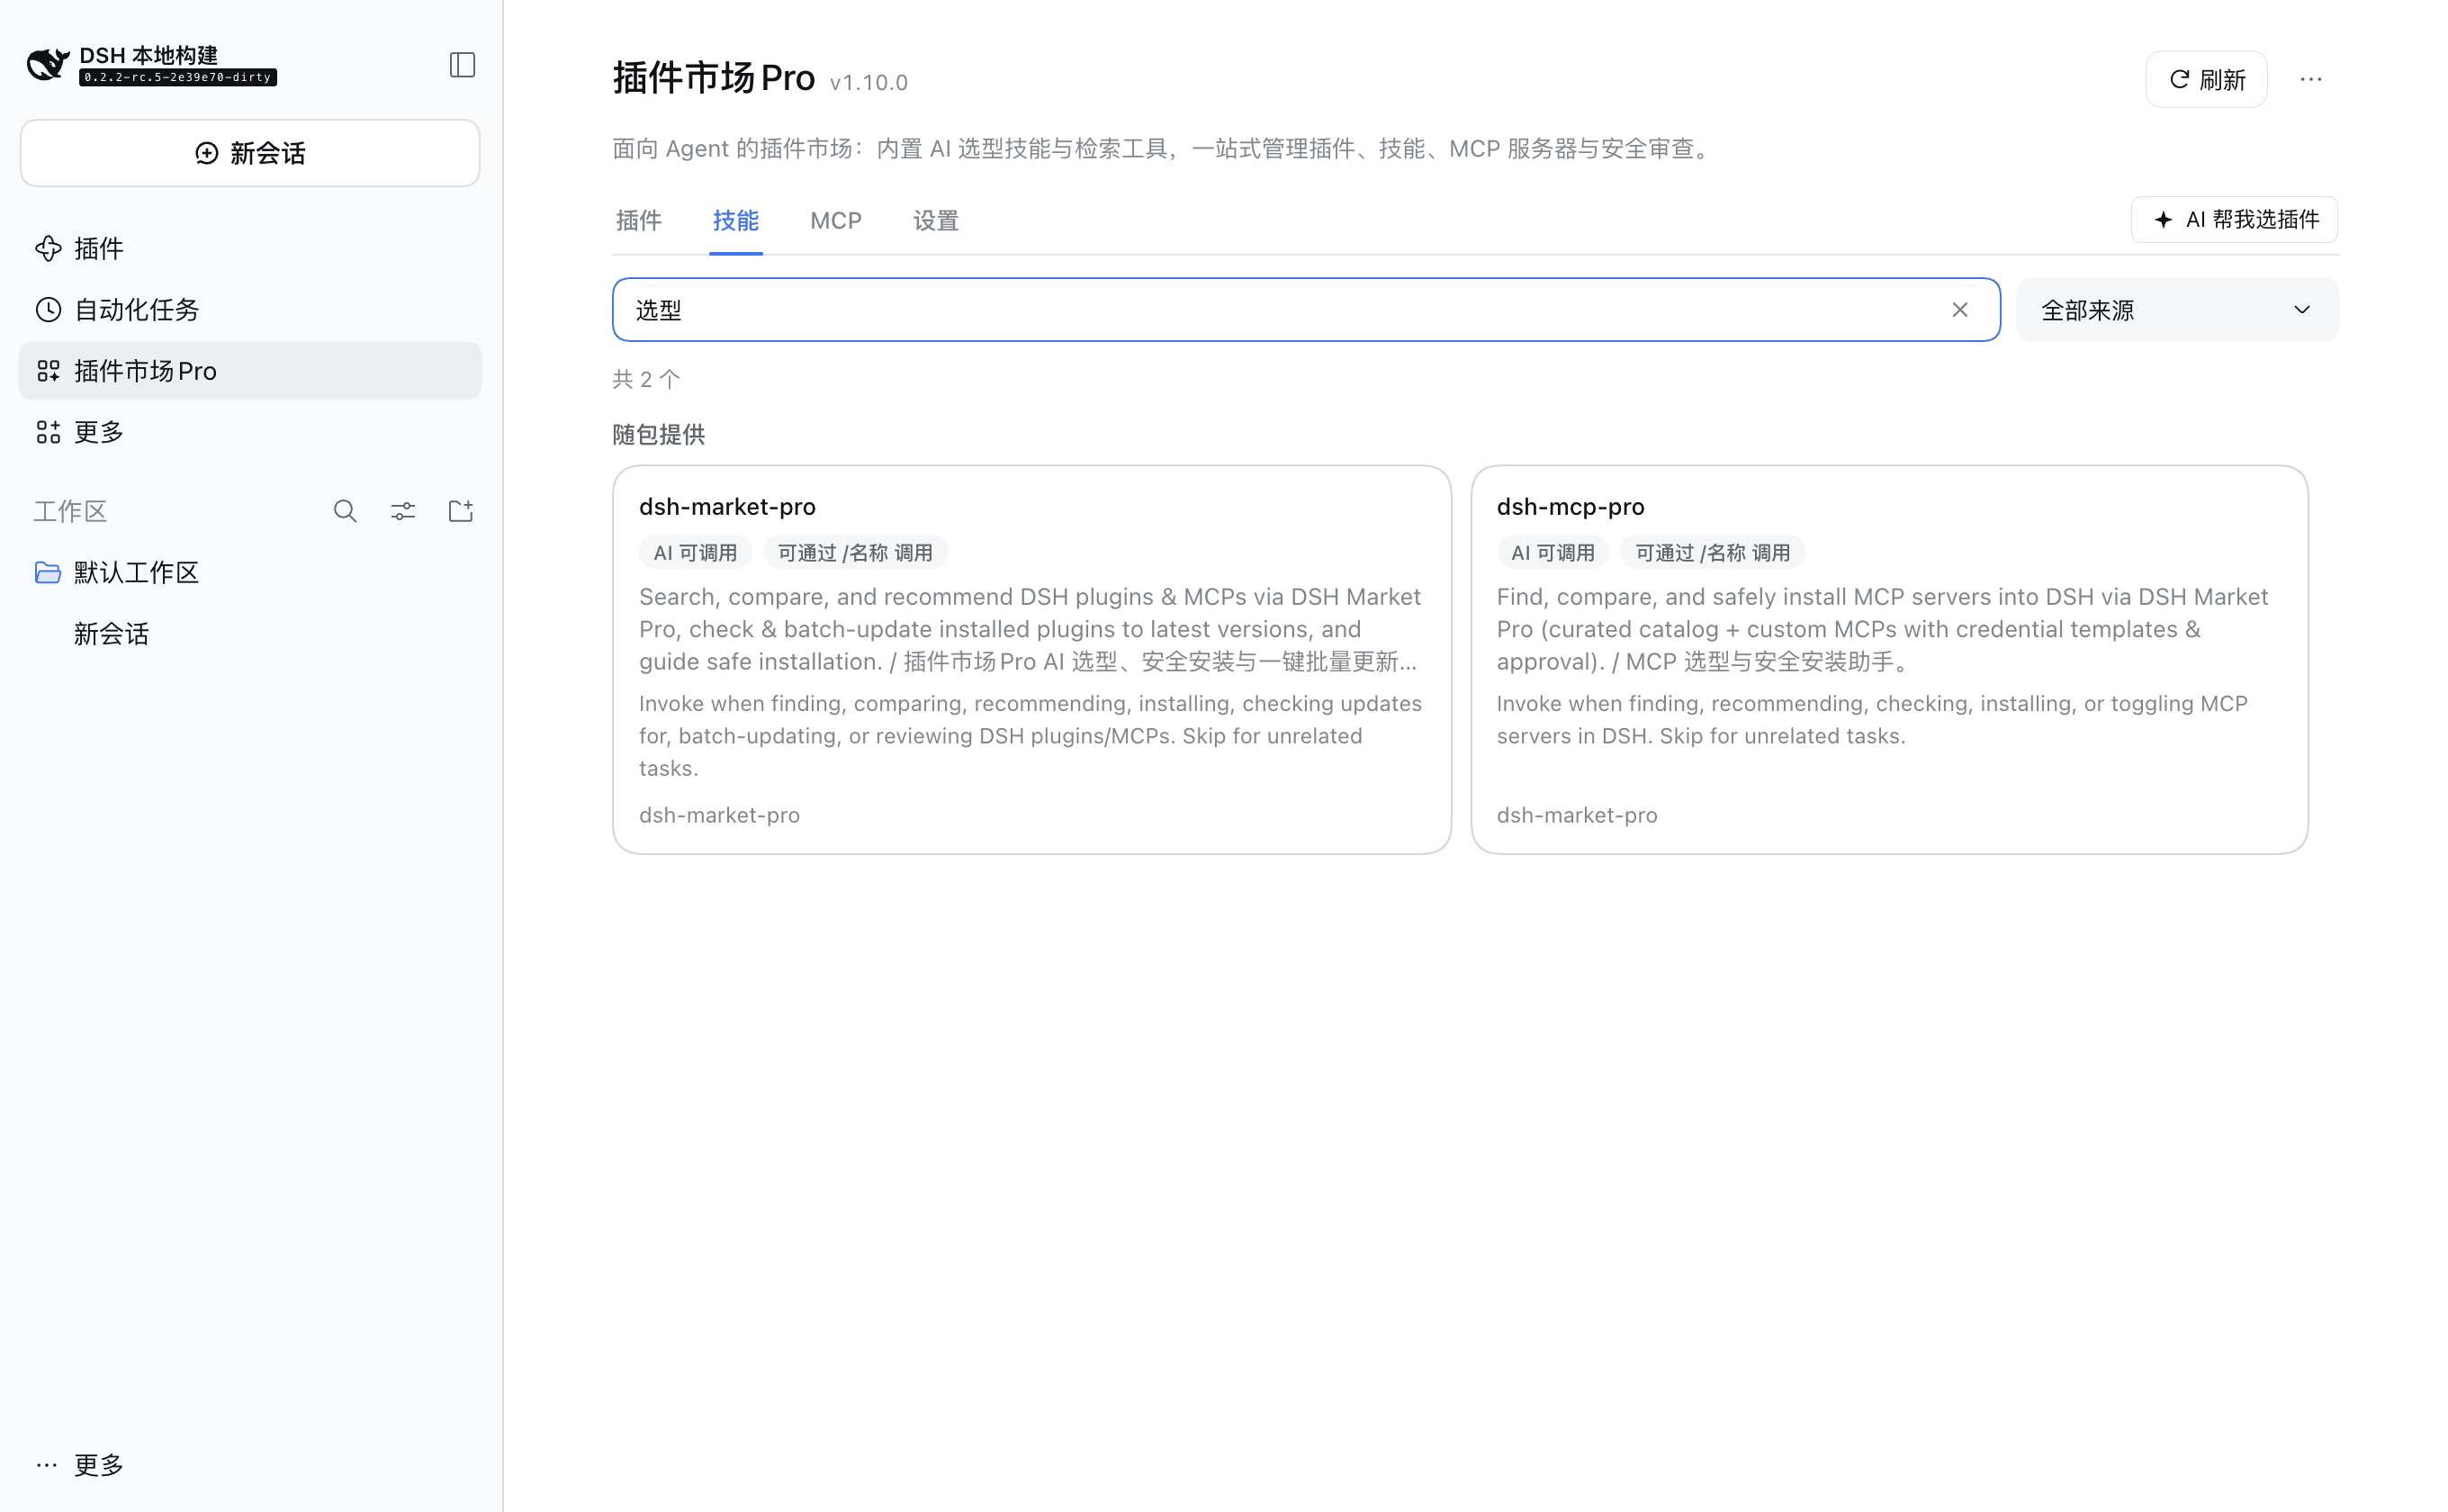 DSH 本地构建
0.2.2-rc.5-2e39e70-dirty
新会话
插件
自动化任务
插件市场Pro
更多
工作区
默认工作区
新会话
更多
插件市场Pro v1.10.0
刷新
面向 Agent 的插件市场：内置 AI 选型技能与检索工具，一站式管理插件、技能、MCP 服务器与安全审查。
插件 技能 MCP 设置
AI 帮我选插件
选型
全部来源
共 2 个
随包提供
dsh-market-pro
AI 可调用 可通过 /名称 调用
Search, compare, and recommend DSH plugins & MCPs via DSH Market
Pro, check & batch-update installed plugins to latest versions, and
guide safe installation. / 插件市场Pro AI 选型、安全安装与一键批量更新...
Invoke when finding, comparing, recommending, installing, checking updates
for, batch-updating, or reviewing DSH plugins/MCPs. Skip for unrelated
tasks.
dsh-market-pro
dsh-mcp-pro
AI 可调用 可通过 /名称 调用
Find, compare, and safely install MCP servers into DSH via DSH Market
Pro (curated catalog + custom MCPs with credential templates &
approval). / MCP 选型与安全安装助手。
Invoke when finding, recommending, checking, installing, or toggling MCP
servers in DSH. Skip for unrelated tasks.
dsh-market-pro